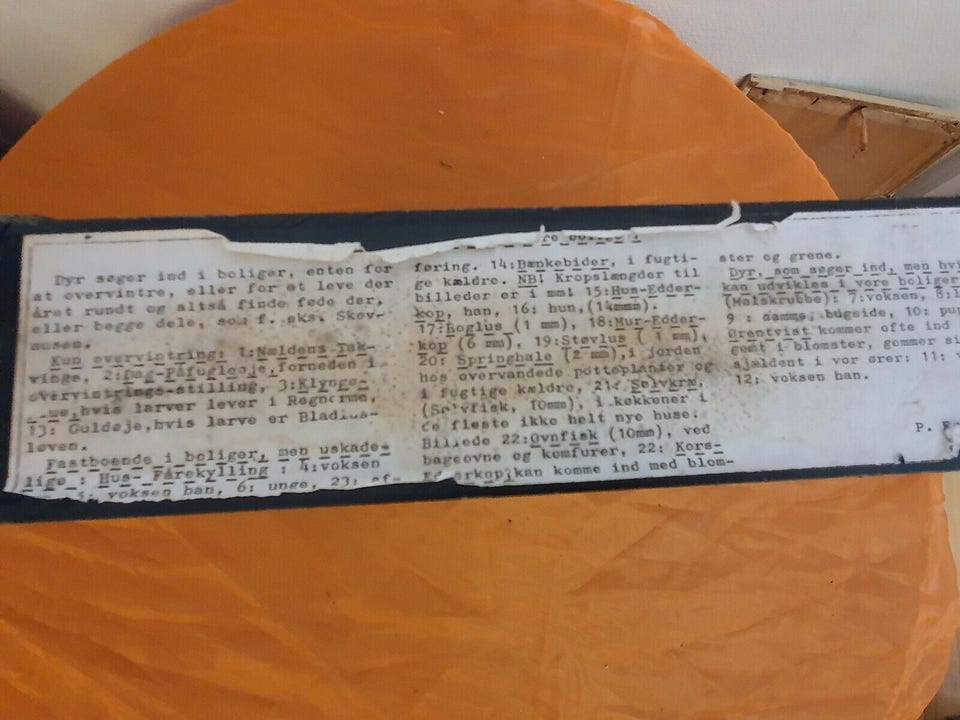 Dyr søger ind i boliger, enten for
at overvintre, eller for at leve der
året rundt og altså finde føde der,
eller begge dele, som f. eks. Skov-
musen.
Kun overvintring: 1:Nældens Tak-
vinge, 2:Dag-Påfugleøje,forneden i
overvintrings-stilling, 3:Klynge-
hvis larver lever i Regnorme,
13: Guldøje,hvis larve er Bladlus-
løven.
Fastboende i boliger, men uskade-
lige : Hus- Fårekylling : 4:voksen
voksen han, 6: unge, 23: af-
føring. 14:Bænkebider, i fugti-
ge kældre. NB! Kropslængder til
billeder er i mm! 15:Hus-Edder-
kop, han, 16: hun,(14mmm).
17:Boglus (1 mm), 18:Mur-Edder-
kop (6 mm), 19:Støvlus ( 1 mm),
20: Springhale (2 mm),i jorden
hos overvandede potteplanter og
i fugtige kældre, 21: Sølvkræ,
(Sølvfisk, 10mm), i køkkener i
de fleste ikke helt nye huse.
Billede 22:Ovnfisk (10mm), ved
bageovne og komfurer, 22: Kors-
Edderkop,kan komme ind med blom-
ster og grene.
Dyr, som søger ind, men
kan udvikles i vore boliger
(Melskrubbe): 7:voksen,
9 : samme, bugside, 10:
Ørentvist kommer ofte ind
gemt i blomster, gemmer
sjældent i vor ører: 11:
12: voksen han.
P.